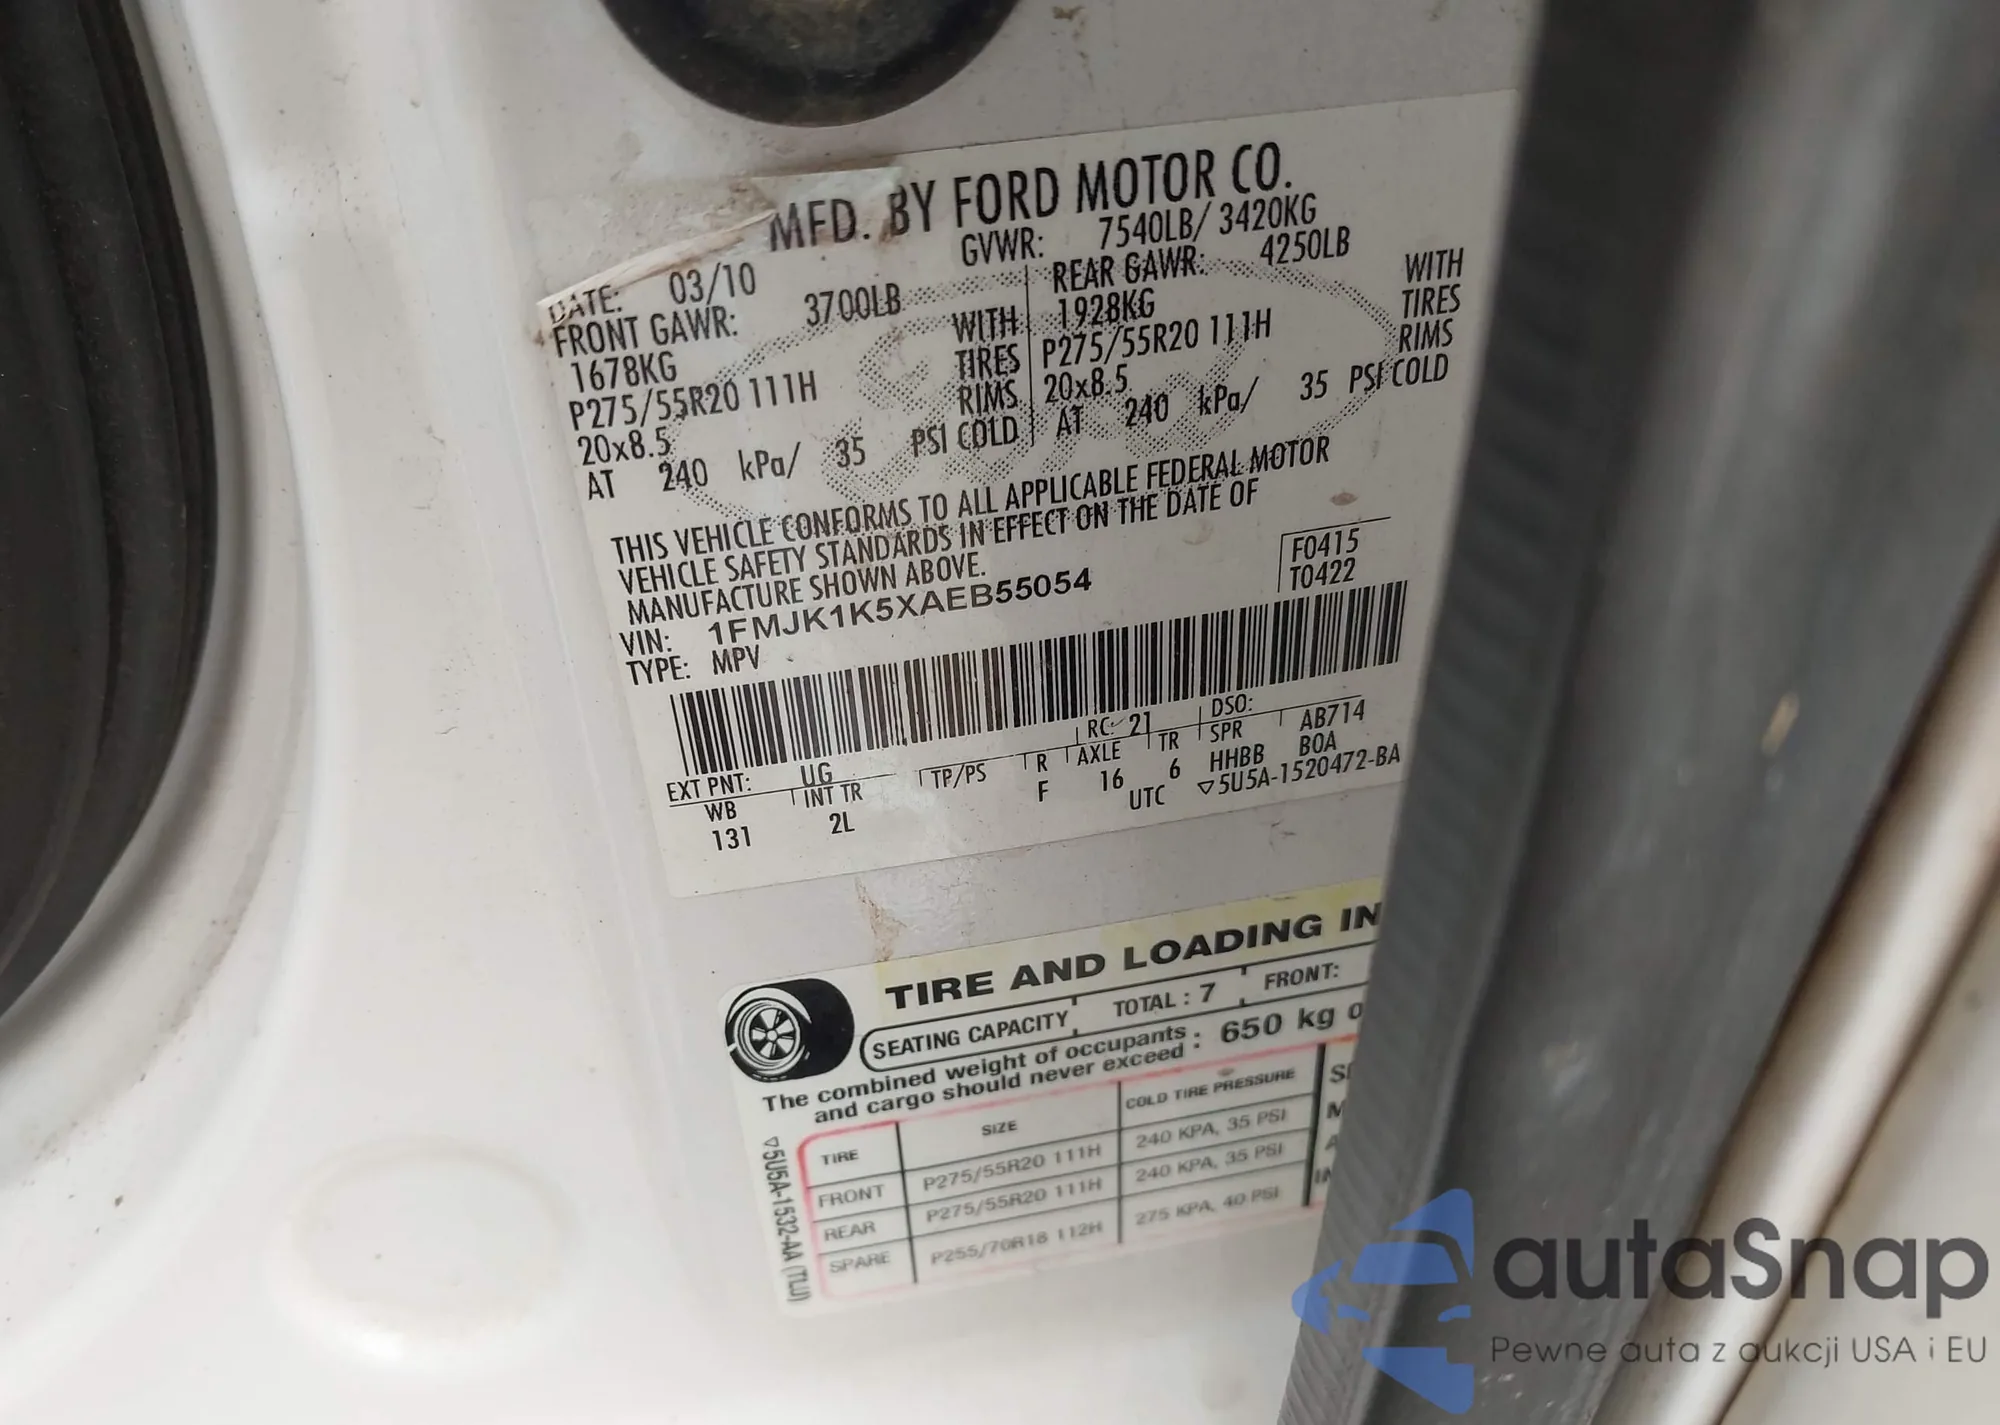 MFD. BY FORD MOTOR CO.
DATE: 03/10 GVWR: 7540LB/ 3420KG
FRONT GAWR: 3700LB REAR GAWR: 4250LB
1678KG WITH 1928KG WITH
P275/55R20 111H TIRES P275/55R20 111H TIRES
20x8.5 RIMS 20x8.5 RIMS
AT 240 kPa/ 35 PSI COLD AT 240 kPa/ 35 PSI COLD
THIS VEHICLE CONFORMS TO ALL APPLICABLE FEDERAL MOTOR
VEHICLE SAFETY STANDARDS IN EFFECT ON THE DATE OF
MANUFACTURE SHOWN ABOVE.
F0415
T0422
VIN: 1FMJK1K5XAEB55054
TYPE: MPV
EXT PNT: UG RC: 21 DSO:
WB INT TR TP/PS R AXLE TR SPR AB714
131 2L F 16 6 HHBB B0A
UTC ▽5U5A-1520472-BA
TIRE AND LOADING IN
SEATING CAPACITY TOTAL : 7 FRONT:
The combined weight of occupants
and cargo should never exceed : 650 kg o
TIRE SIZE COLD TIRE PRESSURE
FRONT P275/55R20 111H 240 KPA, 35 PSI
REAR P275/55R20 111H 240 KPA, 35 PSI
SPARE P255/70R18 112H 275 KPA, 40 PSI
▽5U5A-1532-AA (TLU)
autoSnap
Pewne auta z aukcji USA i EU